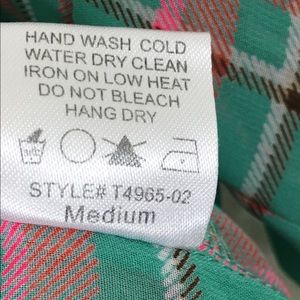 HAND WASH COLD
WATER DRY CLEAN
IRON ON LOW HEAT
DO NOT BLEACH
HANG DRY
STYLE# T4965-02
Medium